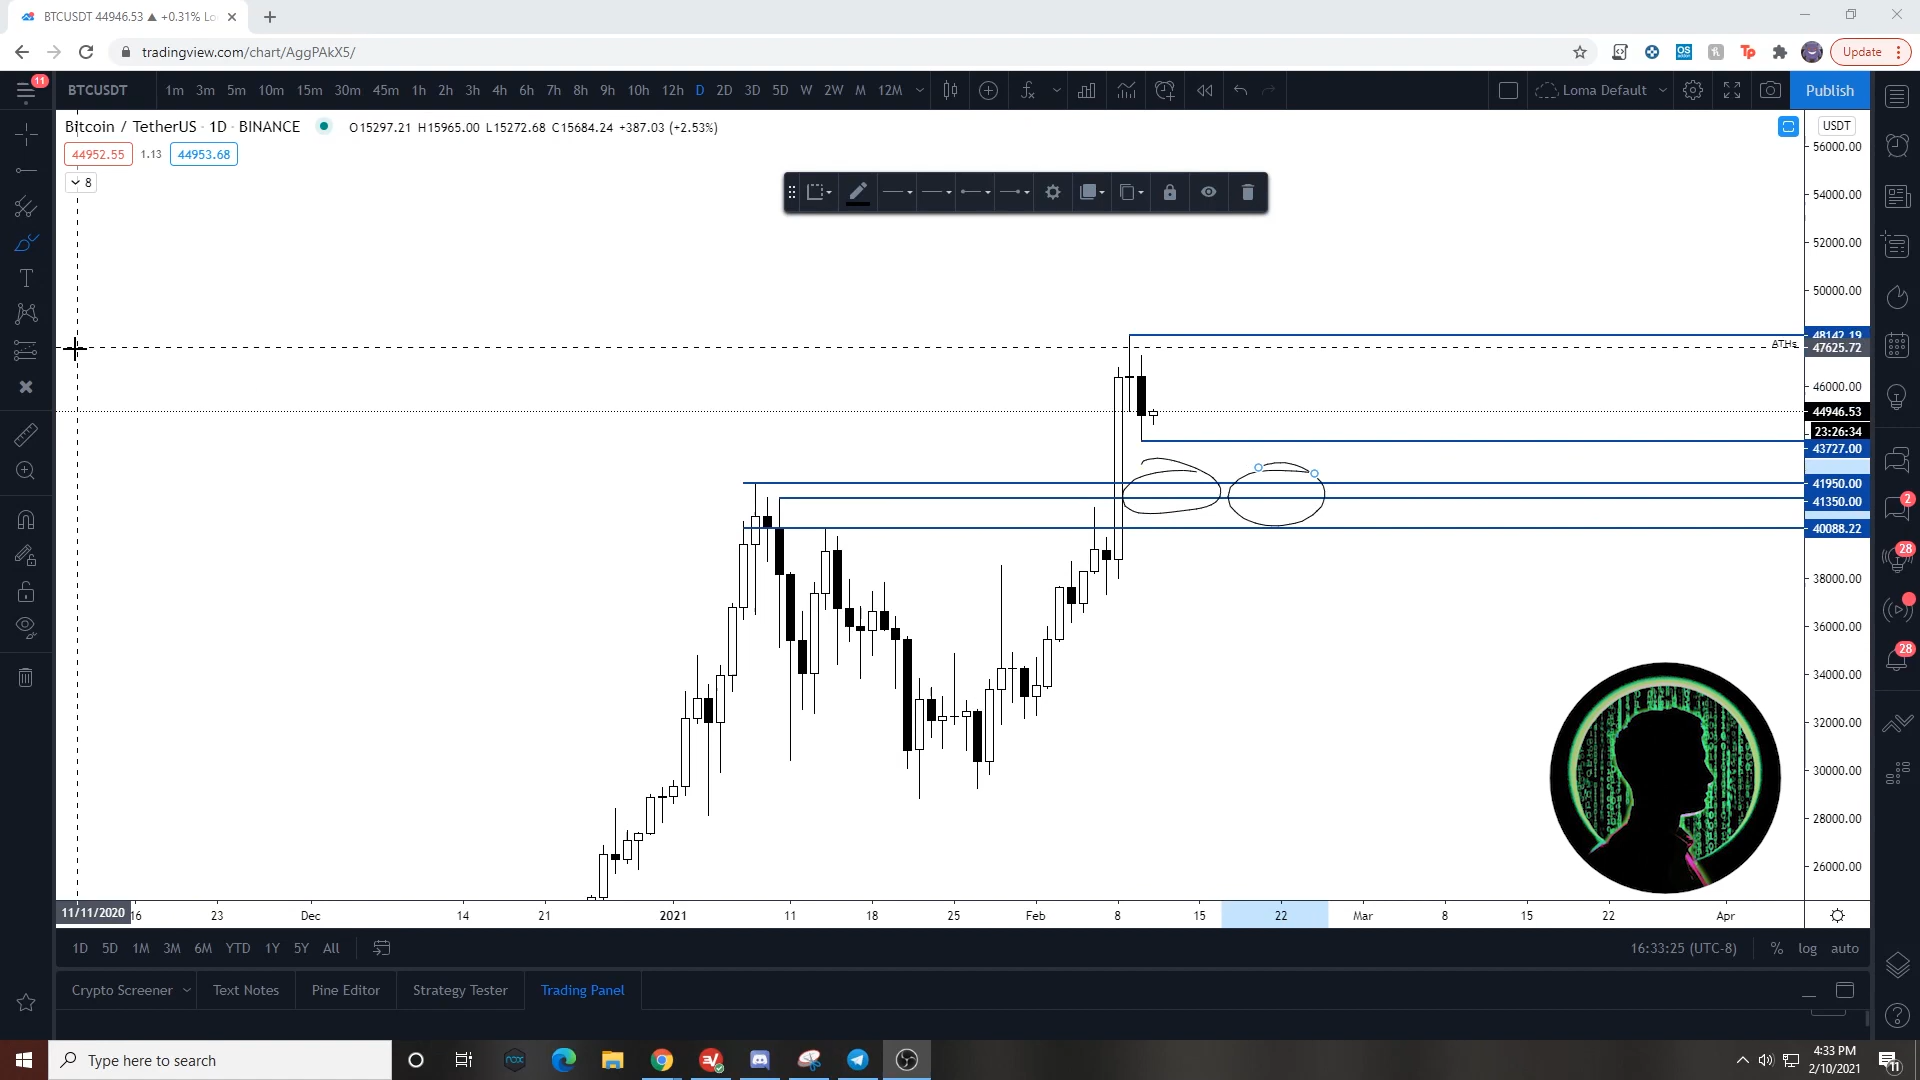 BTCUSDT 44946.53 ▲ +0.31% Lo
tradingview.com/chart/AggPAkX5/
Update
11
BTCUSDT 1m 3m 5m 10m 15m 30m 45m 1h 2h 3h 4h 6h 7h 8h 9h 10h 12h D 2D 3D 5D W 2W M 12M
Loma Default
Publish
Bitcoin / TetherUS · 1D · BINANCE O15297.21 H15965.00 L15272.68 C15684.24 +387.03 (+2.53%)
USDT
44952.55 1.13 44953.68
8
56000.00
54000.00
52000.00
50000.00
48142.19
ATHs
47625.72
46000.00
44946.53
23:26:34
43727.00
41950.00
41350.00
40088.22
38000.00
36000.00
34000.00
32000.00
30000.00
28000.00
26000.00
2
28
28
11/11/2020 16 23 Dec 14 21 2021 11 18 25 Feb 8 15 22 Mar 8 15 22 Apr
1D 5D 1M 3M 6M YTD 1Y 5Y All
16:33:25 (UTC-8) % log auto
Crypto Screener Text Notes Pine Editor Strategy Tester Trading Panel
Type here to search
4:33 PM
2/10/2021
11